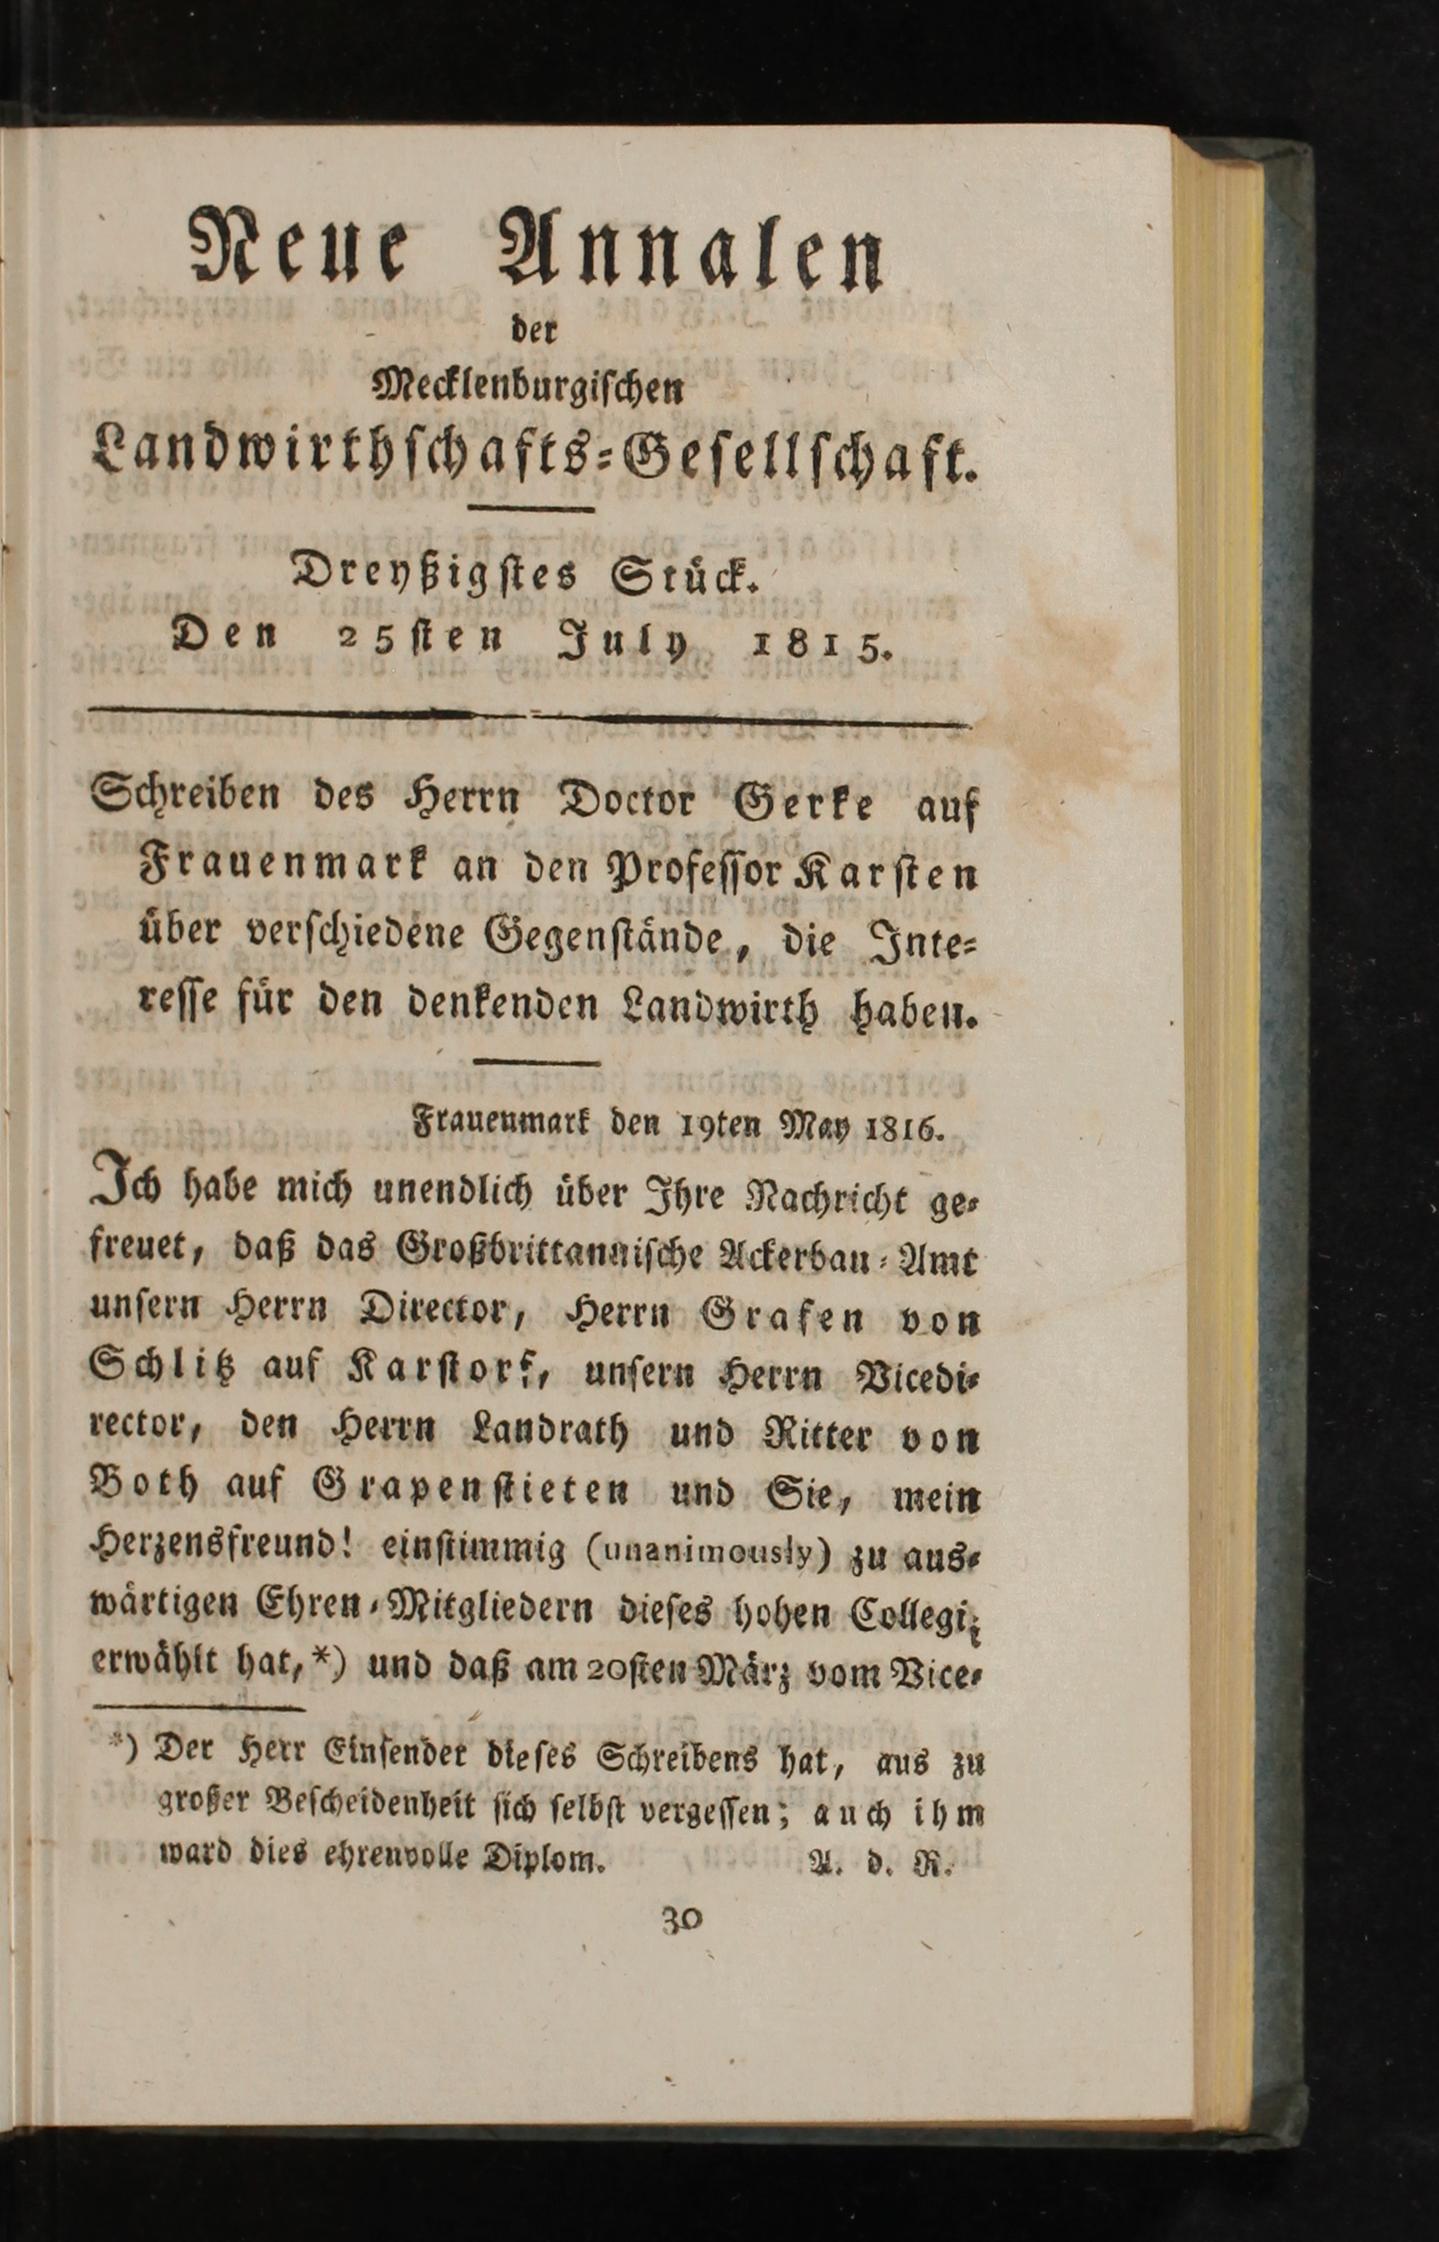 Neue Annalen
der
Mecklenburgiſchen
Landwirthſchafts⸗Geſellſchaft.
Dreyßigſtes Stück.
Den 25ſten July 1815.
Schreiben des Herrn Doctor Gerke auf
Frauenmark an den Profeſſor Karſten
über verſchiedene Gegenſtände, die Inte⸗
reſſe für den denkenden Landwirth haben.
Frauenmark den 19ten May 1816.
Ich habe mich unendlich über Ihre Nachricht ge⸗
freuet, daß das Großbrittanniſche Ackerbau⸗Amt
unſern Herrn Director, Herrn Grafen von
Schlitz auf Karſtorf, unſern Herrn Vicedi⸗
rector, den Herrn Landrath und Ritter von
Both auf Grapenſtieten und Sie, mein
Herzensfreund! einſtimmig (unanimously) zu aus⸗
wärtigen Ehren⸗Mitgliedern dieſes hohen Collegii
erwählt hat,*) und daß am 20ſten März vom Vice⸗
*) Der Herr Einſender dieſes Schreibens hat, aus zu
großer Beſcheidenheit ſich ſelbſt vergeſſen; auch ihm
ward dies ehrenvolle Diplom. A. d. R.
30